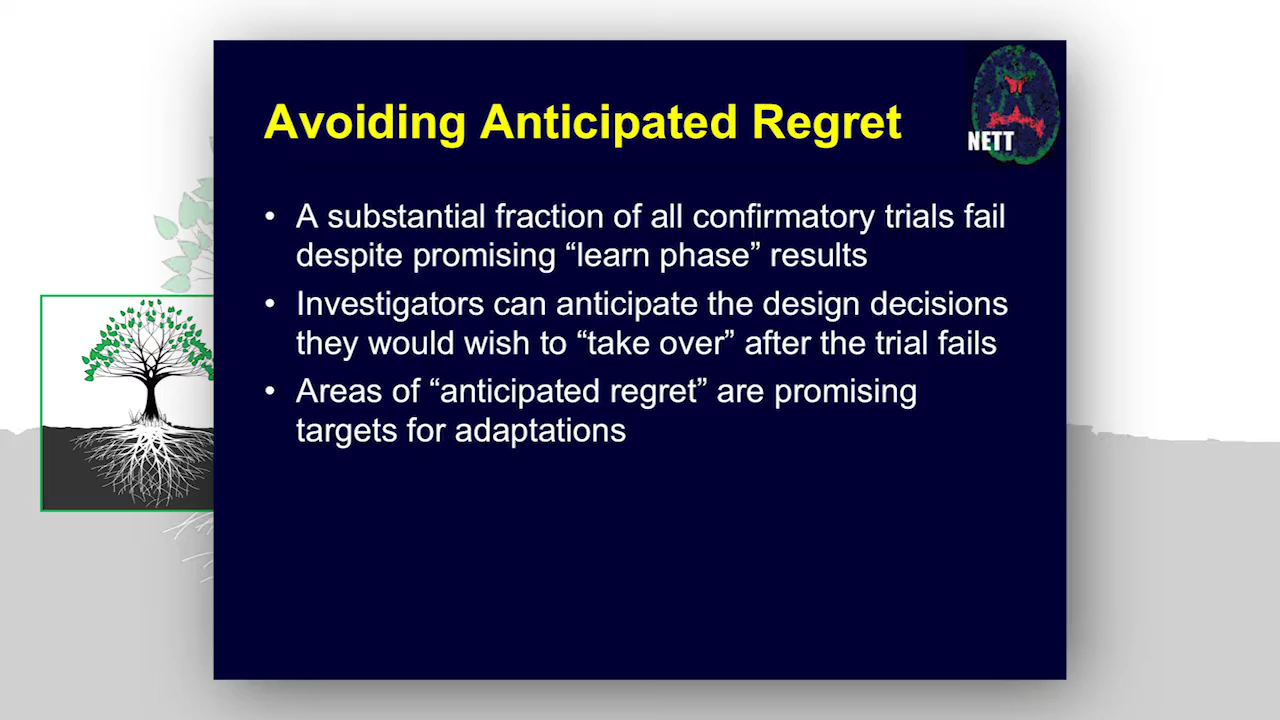 NETT
Avoiding Anticipated Regret
• A substantial fraction of all confirmatory trials fail
despite promising “learn phase” results
• Investigators can anticipate the design decisions
they would wish to “take over” after the trial fails
• Areas of “anticipated regret” are promising
targets for adaptations